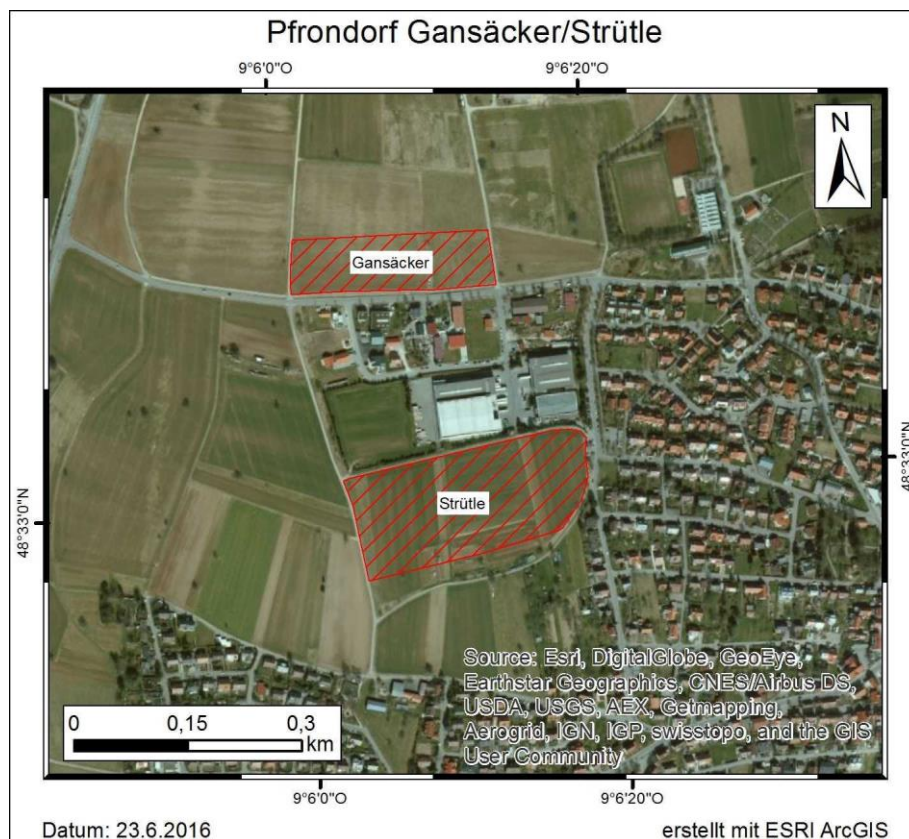 Pfrondorf Gansäcker/Strütle
9°6'0"O
9°6'20"O
N
Gansäcker
Strütle
48°33'0"N
48°33'0"N
Source: Esri, DigitalGlobe, GeoEye,
Earthstar Geographics, CNES/Airbus DS,
USDA, USGS, AEX, Getmapping,
Aerogrid, IGN, IGP, swisstopo, and the GIS
User Community
0 0,15 0,3
km
9°6'0"O
9°6'20"O
Datum: 23.6.2016
erstellt mit ESRI ArcGIS